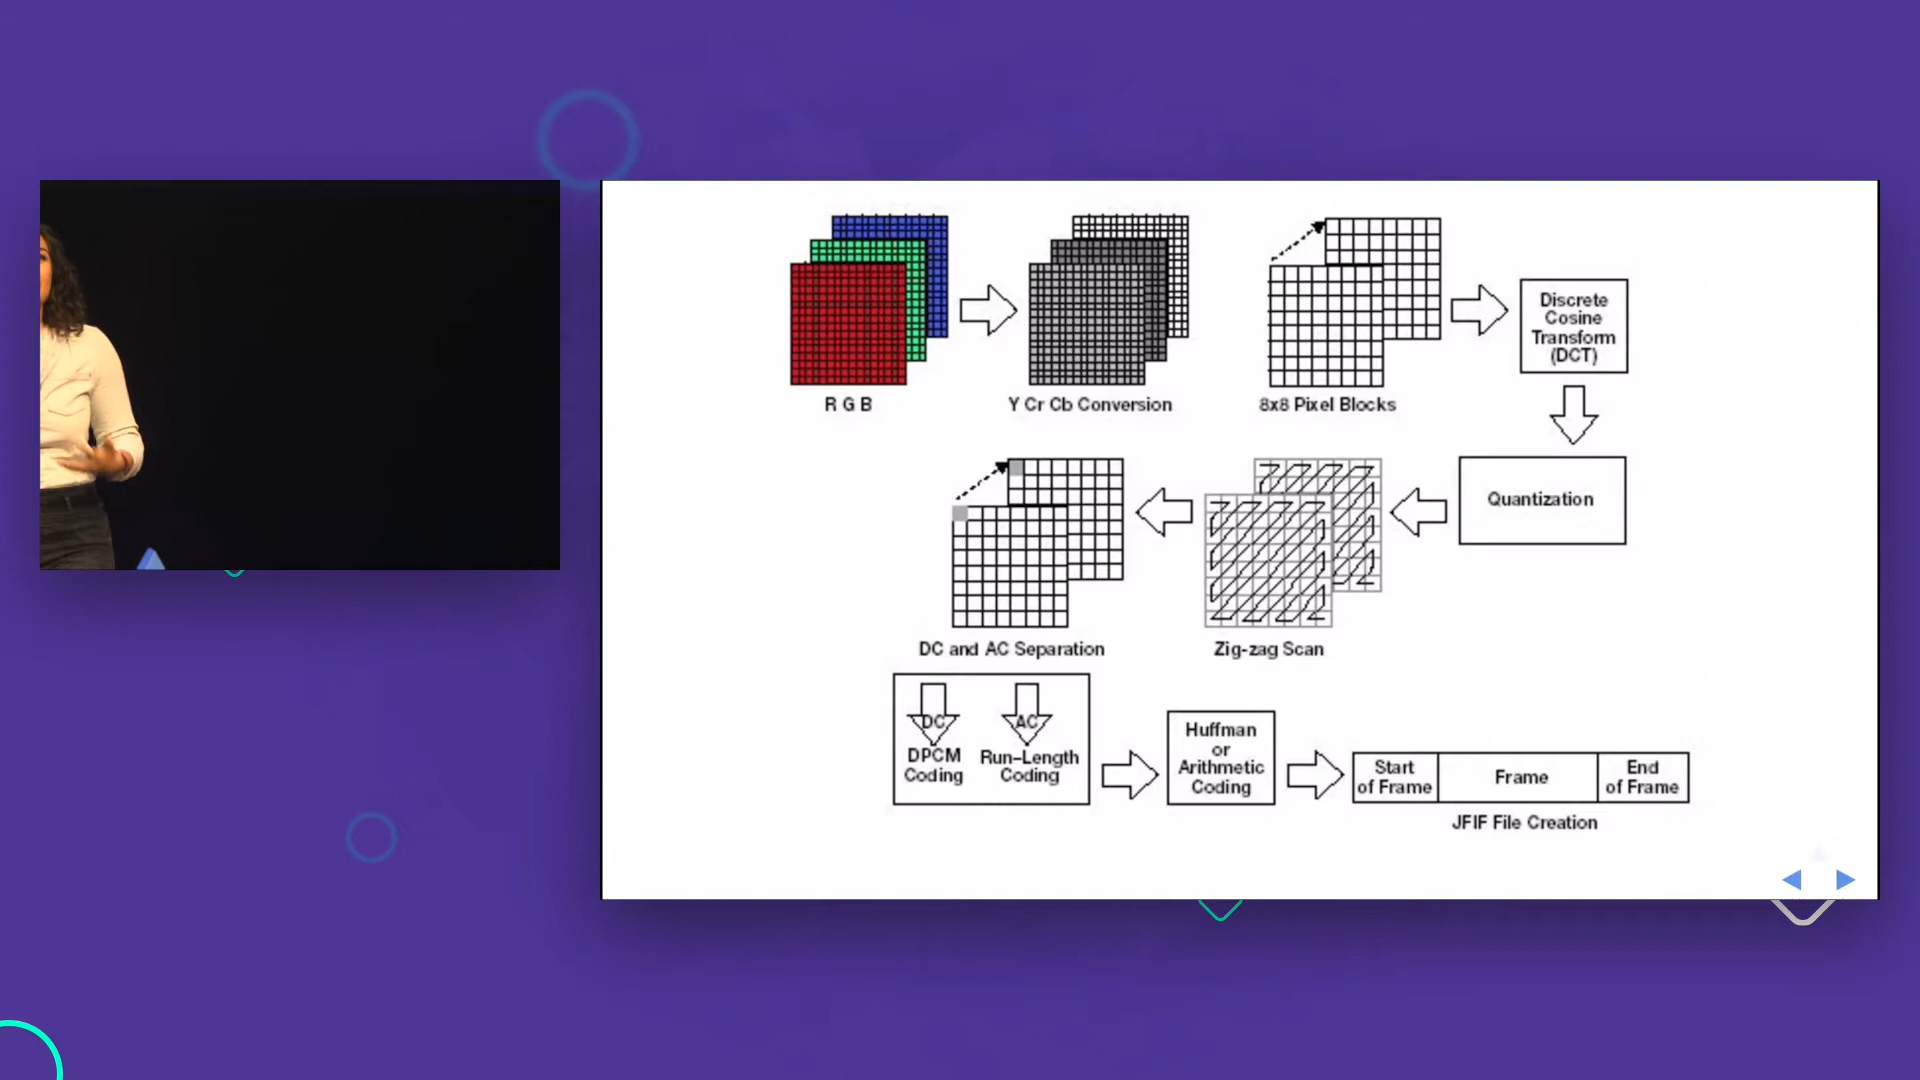 R G B
Y Cr Cb Conversion
8x8 Pixel Blocks
Discrete
Cosine
Transform
(DCT)
Quantization
Zig-zag Scan
DC and AC Separation
DC
DPCM
Coding
AC
Run–Length
Coding
Huffman
or
Arithmetic
Coding
Start
of Frame
Frame
End
of Frame
JFIF File Creation